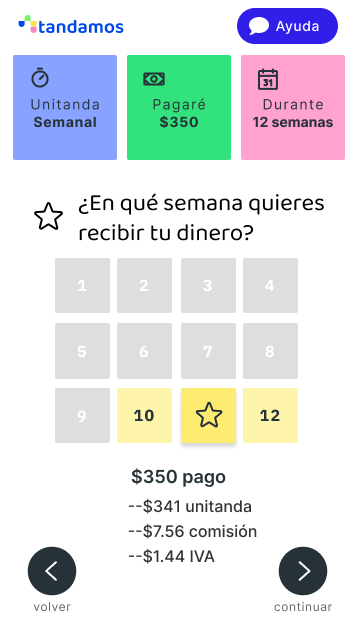 tandamos
Ayuda
Unitanda
Semanal
Pagaré
$350
31
Durante
12 semanas
¿En qué semana quieres
recibir tu dinero?
1 2 3 4
5 6 7 8
9 10 12
$350 pago
--$341 unitanda
--$7.56 comisión
--$1.44 IVA
volver
continuar